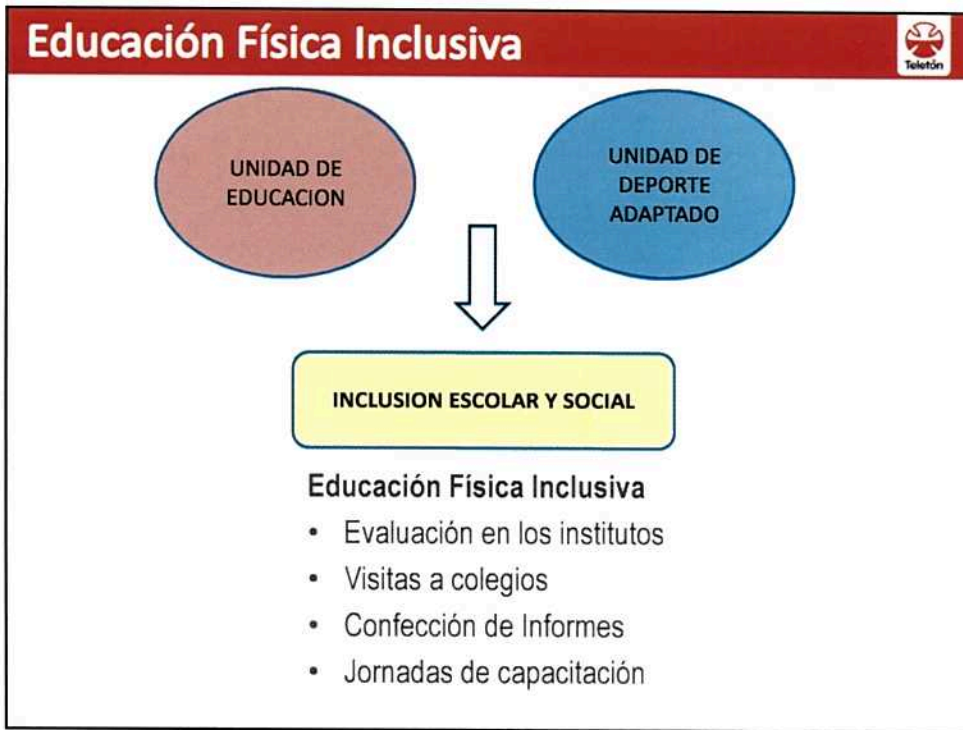 Educación Física Inclusiva
Teletón
UNIDAD DE
EDUCACION
UNIDAD DE
DEPORTE
ADAPTADO
INCLUSION ESCOLAR Y SOCIAL
Educación Física Inclusiva
• Evaluación en los institutos
• Visitas a colegios
• Confección de Informes
• Jornadas de capacitación